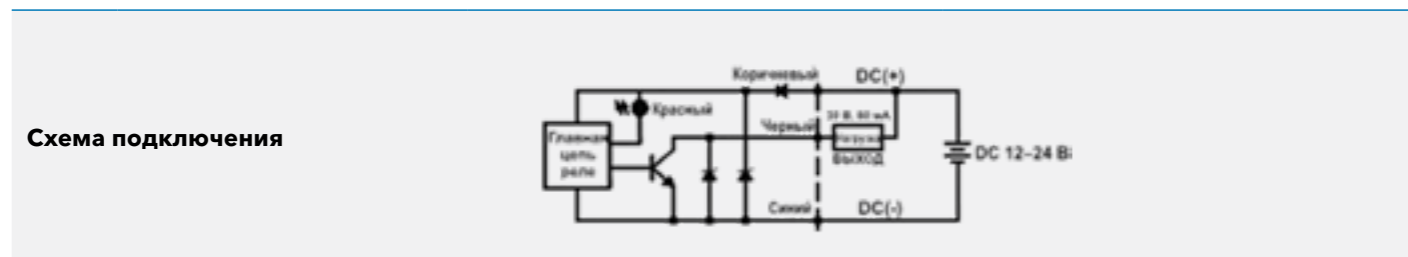 Схема подключения
Коричневый
DC(+)
Красный
Черный
Нагрузка
ВЫХОД
Главная
цепь
реле
DC 12–24 В
Синий
DC(-)